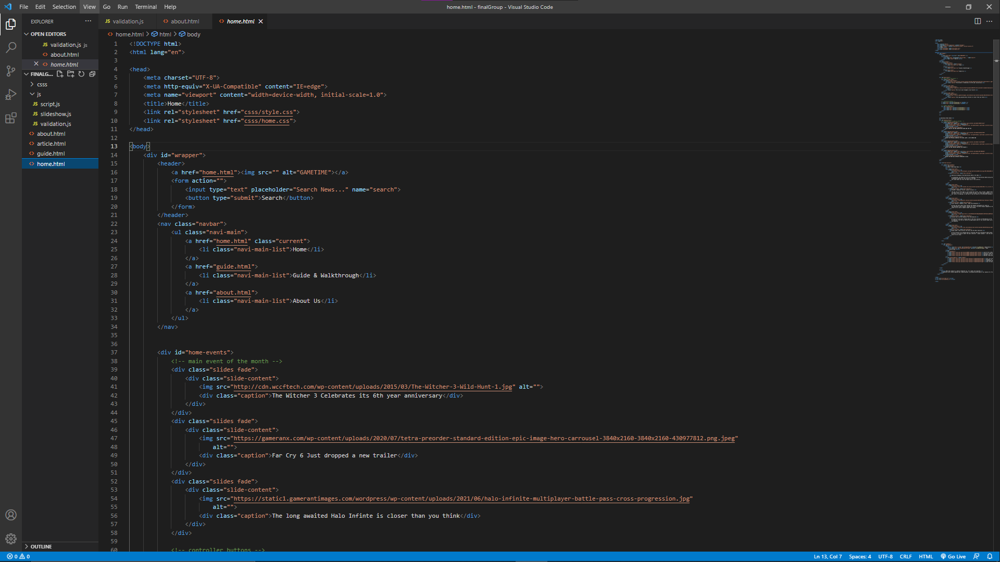 File Edit Selection View Go Run Terminal Help
home.html - finalGroup - Visual Studio Code
EXPLORER
OPEN EDITORS
validation.js js
about.html
home.html
FINALG...
csss
js
script.js
slideshow.js
validation.js
about.html
article.html
guide.html
home.html
OUTLINE
validation.js about.html home.html
home.html > html > body
1 <!DOCTYPE html>
2 <html lang="en">
3
4 <head>
5 <meta charset="UTF-8">
6 <meta http-equiv="X-UA-Compatible" content="IE=edge">
7 <meta name="viewport" content="width=device-width, initial-scale=1.0">
8 <title>Home</title>
9 <link rel="stylesheet" href="csss/style.css">
10 <link rel="stylesheet" href="csss/home.css">
11 </head>
12
13 <body>
14 <div id="wrapper">
15 <header>
16 <a href="home.html"><img src="" alt="GAMETIME"></a>
17 <form action="">
18 <input type="text" placeholder="Search News..." name="search">
19 <button type="submit">Search</button>
20 </form>
21 </header>
22 <nav class="navbar">
23 <ul class="navi-main">
24 <a href="home.html" class="current">
25 <li class="navi-main-list">Home</li>
26 </a>
27 <a href="guide.html">
28 <li class="navi-main-list">Guide & Walkthrough</li>
29 </a>
30 <a href="about.html">
31 <li class="navi-main-list">About Us</li>
32 </a>
33 </ul>
34 </nav>
35
36
37 <div id="home-events">
38 <!-- main event of the month -->
39 <div class="slides fade">
40 <div class="slide-content">
41 <img src="http://cdn.wccftech.com/wp-content/uploads/2015/03/The-Witcher-3-Wild-Hunt-1.jpg" alt="">
42 <div class="caption">The Witcher 3 Celebrates its 6th year anniversary</div>
43 </div>
44 </div>
45 <div class="slides fade">
46 <div class="slide-content">
47 <img src="https://gameranx.com/wp-content/uploads/2020/07/tetra-preorder-standard-edition-epic-image-hero-carrousel-3840x2160-3840x2160-430977812.png.jpeg"
48 alt="">
49 <div class="caption">Far Cry 6 Just dropped a new trailer</div>
50 </div>
51 </div>
52 <div class="slides fade">
53 <div class="slide-content">
54 <img src="https://static1.gamerantimages.com/wordpress/wp-content/uploads/2021/06/halo-infinite-multiplayer-battle-pass-cross-progression.jpg"
55 alt="">
56 <div class="caption">The long awaited Halo Infinte is closer than you think</div>
57 </div>
58 </div>
59
60 <!-- controller buttons -->
0 0
Ln 13, Col 7 Spaces: 4 UTF-8 CRLF HTML Go Live